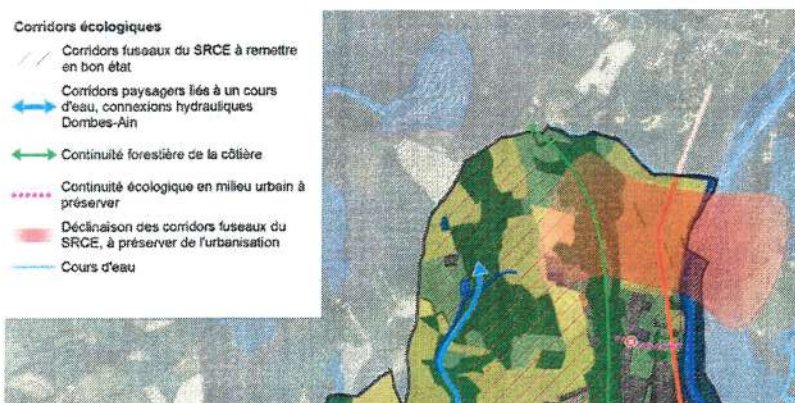 Corridors écologiques
Corridors fuseaux du SRCE à remettre
en bon état
Corridors paysagers liés à un cours
d'eau, connexions hydrauliques
Dombes-Ain
Continuité forestière de la côtière
Continuité écologique en milieu urbain à
préserver
Déclinaison des corridors fuseaux du
SRCE, à préserver de l'urbanisation
Cours d'eau